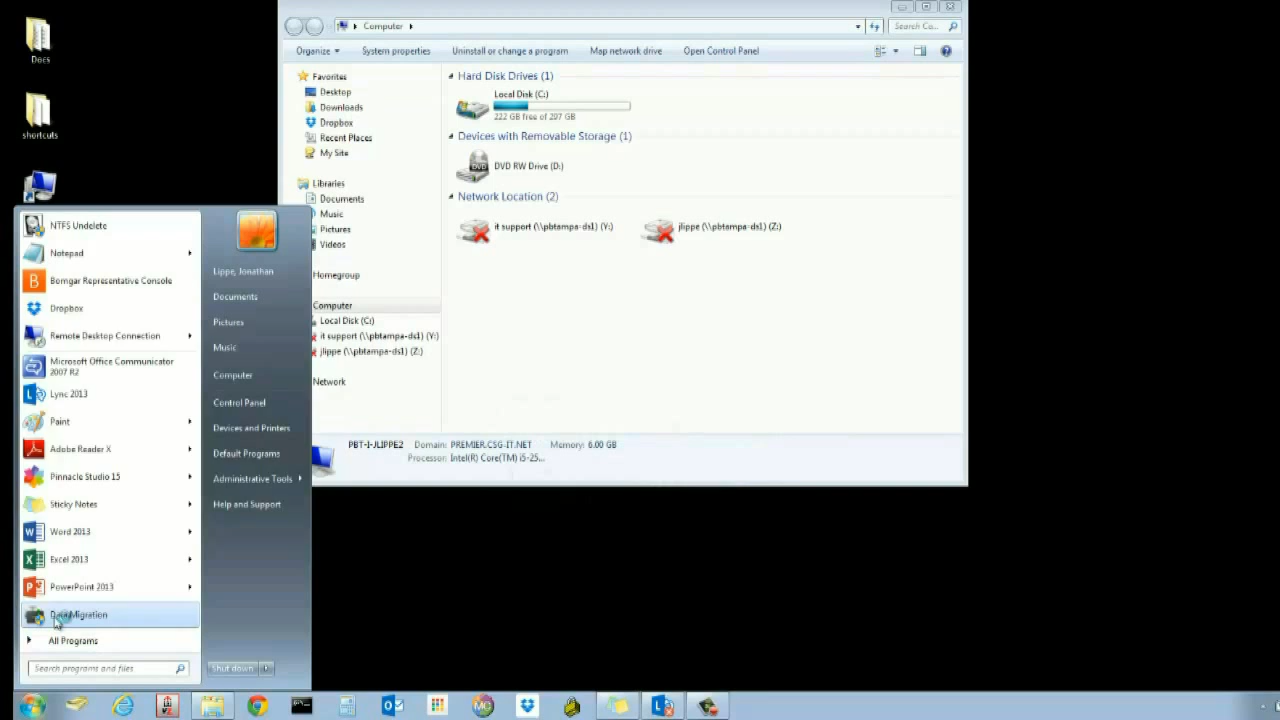 Docs
shortcuts
Computer
Search Co...
Organize
System properties
Uninstall or change a program
Map network drive
Open Control Panel
Favorites
Desktop
Downloads
Dropbox
Recent Places
My Site
Libraries
Documents
Music
Pictures
Videos
Homegroup
Computer
Local Disk (C:)
it support (\\pbtampa-ds1) (Y:)
jlippe (\\pbtampa-ds1) (Z:)
Network
Hard Disk Drives (1)
Local Disk (C:)
222 GB free of 297 GB
Devices with Removable Storage (1)
DVD RW Drive (D:)
Network Location (2)
it support (\\pbtampa-ds1) (Y:)
jlippe (\\pbtampa-ds1) (Z:)
PBT-I-JLIPPE2 Domain: PREMIER.CSG-IT.NET Memory: 6.00 GB
Processor: Intel(R) Core(TM) i5-25...
NTFS Undelete
Notepad
Bomgar Representative Console
Dropbox
Remote Desktop Connection
Microsoft Office Communicator
2007 R2
Lync 2013
Paint
Adobe Reader X
Pinnacle Studio 15
Sticky Notes
Word 2013
Excel 2013
PowerPoint 2013
Data Migration
All Programs
Search programs and files
Lippe, Jonathan
Documents
Pictures
Music
Computer
Control Panel
Devices and Printers
Default Programs
Administrative Tools
Help and Support
Shut down